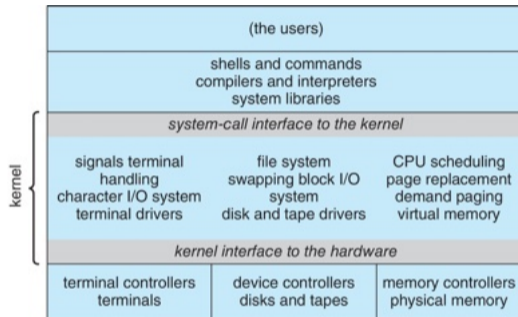 (the users)
shells and commands
compilers and interpreters
system libraries
system-call interface to the kernel
kernel
signals terminal
handling
character I/O system
terminal drivers
file system
swapping block I/O
system
disk and tape drivers
CPU scheduling
page replacement
demand paging
virtual memory
kernel interface to the hardware
terminal controllers
terminals
device controllers
disks and tapes
memory controllers
physical memory